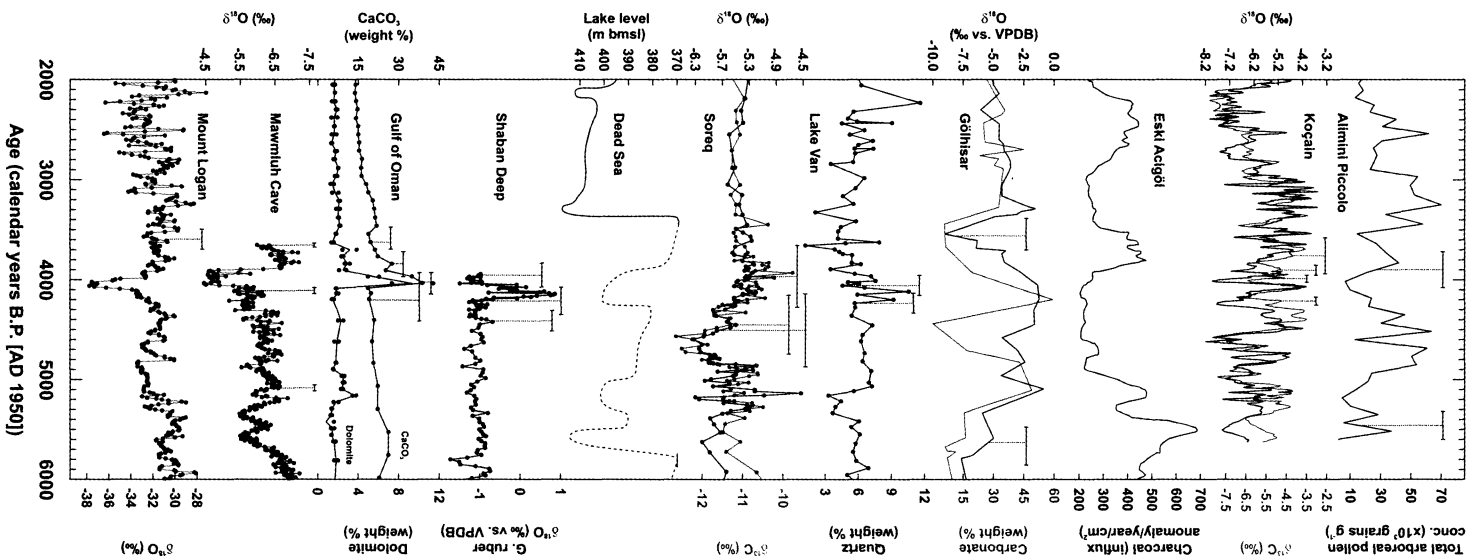 δ¹⁸O (‰)
-4.5 -5.5 -6.5 -7.5
CaCO₃
(weight %)
15 30 45
Lake level
(m bmsl)
410 400 390 380 370
δ¹⁸O (‰)
-6.3 -5.7 -5.3 -4.9 -4.5
δ¹⁸O
(‰ vs. VPDB)
-10.0 -7.5 -5.0 -2.5 0.0
δ¹⁸O (‰)
-8.2 -7.2 -6.2 -5.2 -4.2 -3.2
2000
3000
4000
5000
6000
Age (calendar years B.P. [AD 1950])
Mount Logan
Mawmluh Cave
Gulf of Oman
Shaban Deep
Dead Sea
Soreq
Lake Van
Gölhisar
Eski Acigöl
Koçain
Alimini Piccolo
Dolomite
CaCO₃
-38 -36 -34 -32 -30 -28
δ¹⁸O (‰)
0 4 8 12
Dolomite
(weight %)
-1 0 1
G. ruber
δ¹⁸O (‰ vs. VPDB)
-12 -11 -10
δ¹³C (‰)
3 6 9 12
Quartz
(weight %)
15 45 60
Carbonate
(weight %)
200 300 400 500 700
Charcoal (influx
anomaly/year/cm²
-7.5 -6.5 -5.5 -4.5 -3.5 -2.5
δ¹³C (‰)
10 30 50 70
Total arboreal pollen
conc. (x10³ grains g⁻¹)